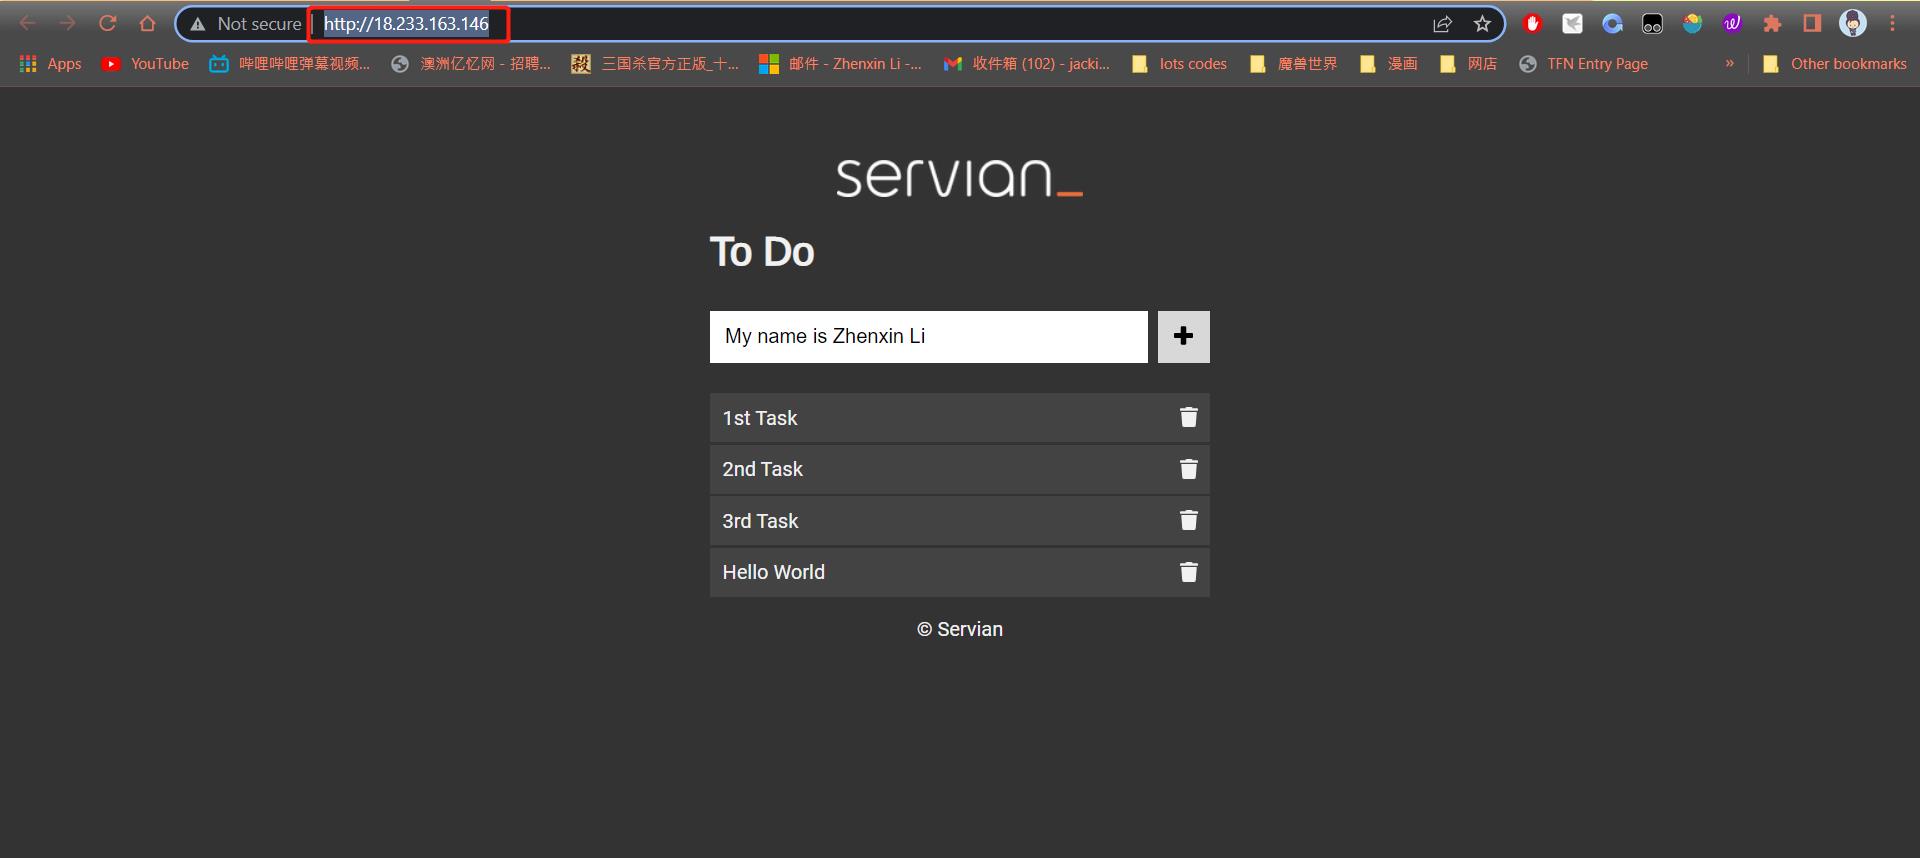 Not secure | http://18.233.163.146
Apps YouTube 哔哩哔哩弹幕视频... 澳洲亿忆网 - 招聘... 三国杀官方正版_十... 邮件 - Zhenxin Li -... 收件箱 (102) - jacki... Iots codes 魔兽世界 漫画 网店 TFN Entry Page » Other bookmarks
servian_
To Do
My name is Zhenxin Li
1st Task
2nd Task
3rd Task
Hello World
© Servian